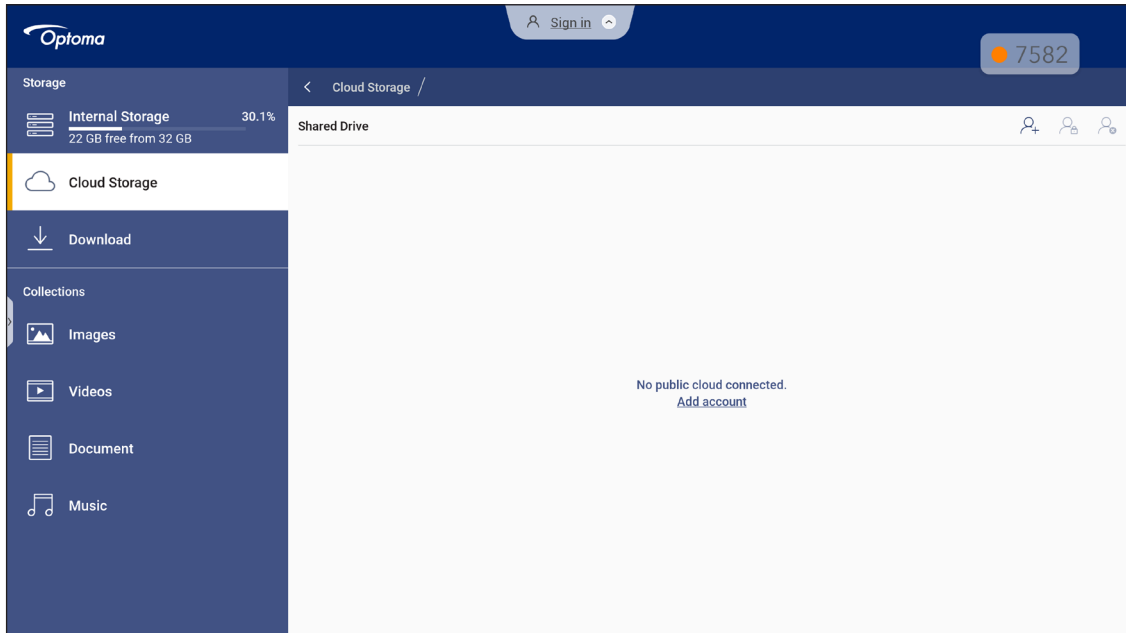 Optoma
Sign in
7582
Storage
Internal Storage 30.1%
22 GB free from 32 GB
Cloud Storage
Download
Collections
Images
Videos
Document
Music
Cloud Storage /
Shared Drive
No public cloud connected.
Add account